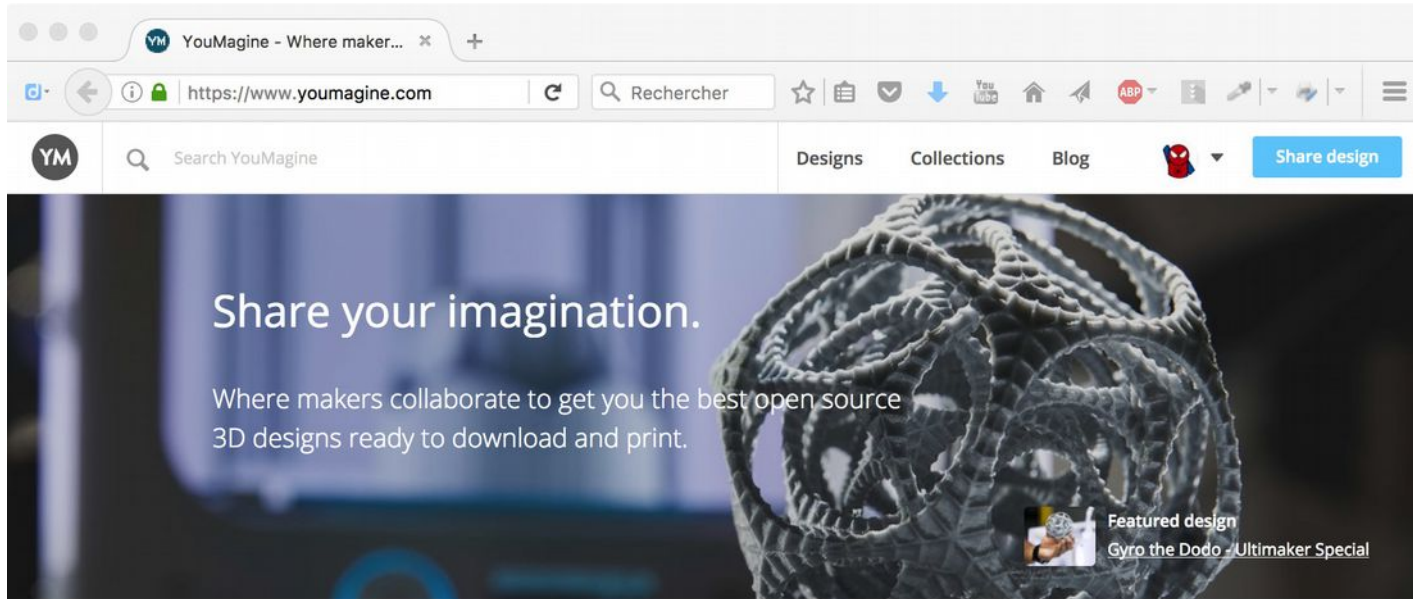 YM YouMagine - Where maker...
https://www.youmagine.com Rechercher You Tube ABP
YM Search YouMagine Designs Collections Blog Share design
Share your imagination.
Where makers collaborate to get you the best open source
3D designs ready to download and print.
Featured design
Gyro the Dodo - Ultimaker Special